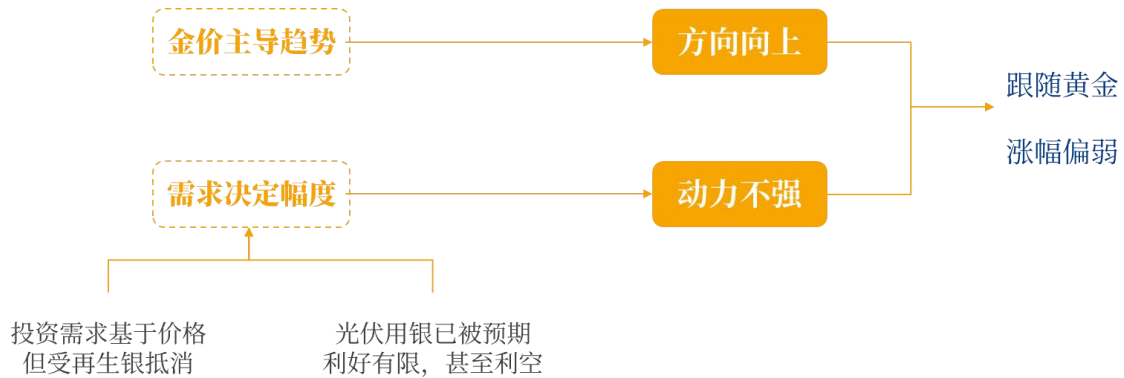 金价主导趋势
方向向上
跟随黄金
涨幅偏弱
需求决定幅度
动力不强
投资需求基于价格
但受再生银抵消
光伏用银已被预期
利好有限，甚至利空